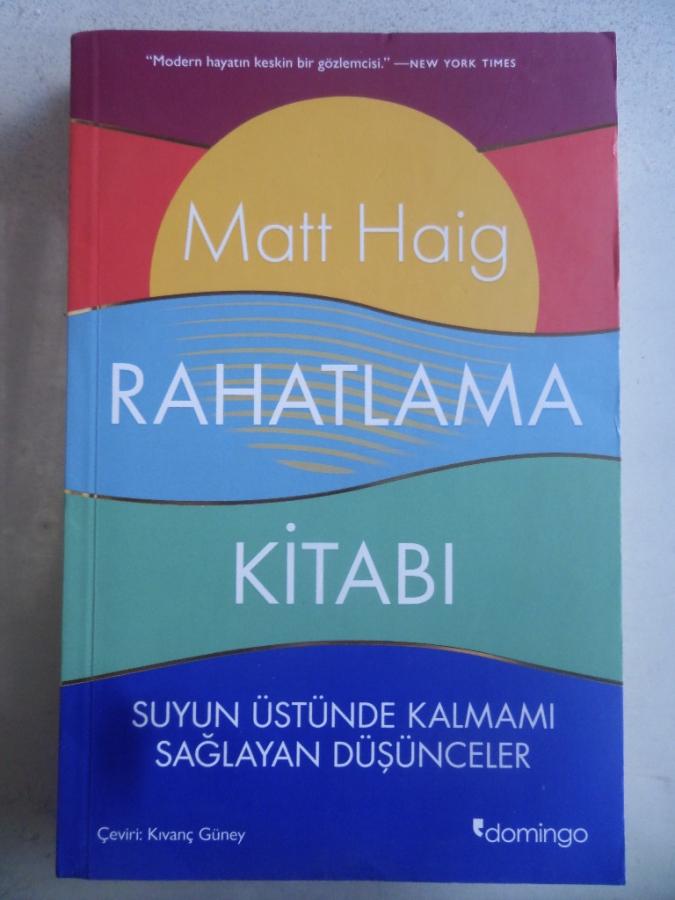 “Modern hayatın keskin bir gözlemcisi.” —NEW YORK TIMES
Matt Haig
RAHATLAMA
KİTABI
SUYUN ÜSTÜNDE KALMAMI
SAĞLAYAN DÜŞÜNCELER
Çeviri: Kıvanç Güney
domingo